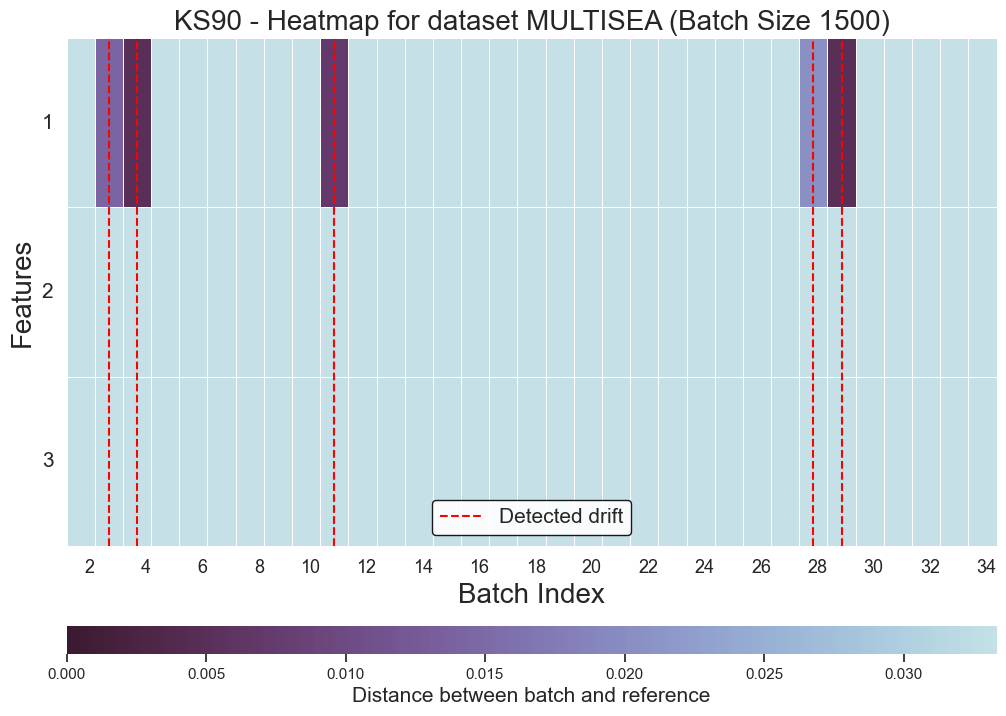 KS90 - Heatmap for dataset MULTISEA (Batch Size 1500)
1
2
3
Features
Detected drift
2 4 6 8 10 12 14 16 18 20 22 24 26 28 30 32 34
Batch Index
0.000 0.005 0.010 0.015 0.020 0.025 0.030
Distance between batch and reference